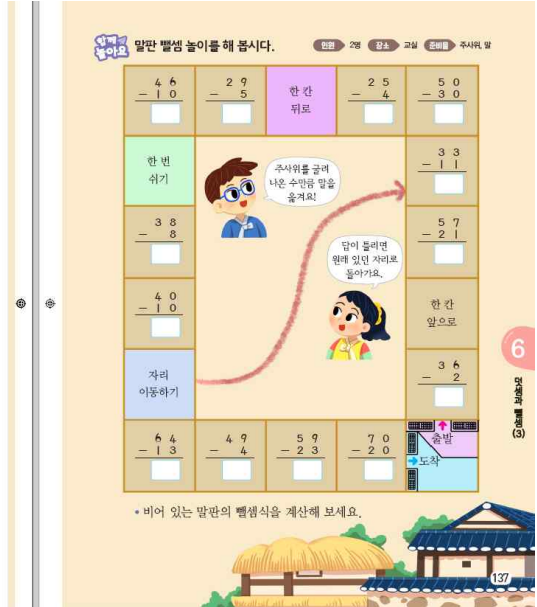 함께 놀아요 말판 뺄셈 놀이를 해 봅시다. 인원 2명 장소 교실 준비물 주사위, 말
46 - 10
29 - 5
한 칸
뒤로
25 - 4
50 - 30
한 번
쉬기
주사위를 굴려
나온 수만큼 말을
옮겨요!
33 - 11
38 - 8
답이 틀리면
원래 있던 자리로
돌아가요.
57 - 21
40 - 10
한 칸
앞으로
자리
이동하기
36 - 2
64 - 13
49 - 4
59 - 23
70 - 20
출발
도착
• 비어 있는 말판의 뺄셈식을 계산해 보세요.
6
덧셈과 뺄셈 (3)
137